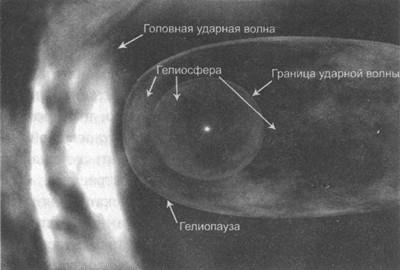 Головная ударная волна
Гелиосфера
Граница ударной волны
Гелиопауза